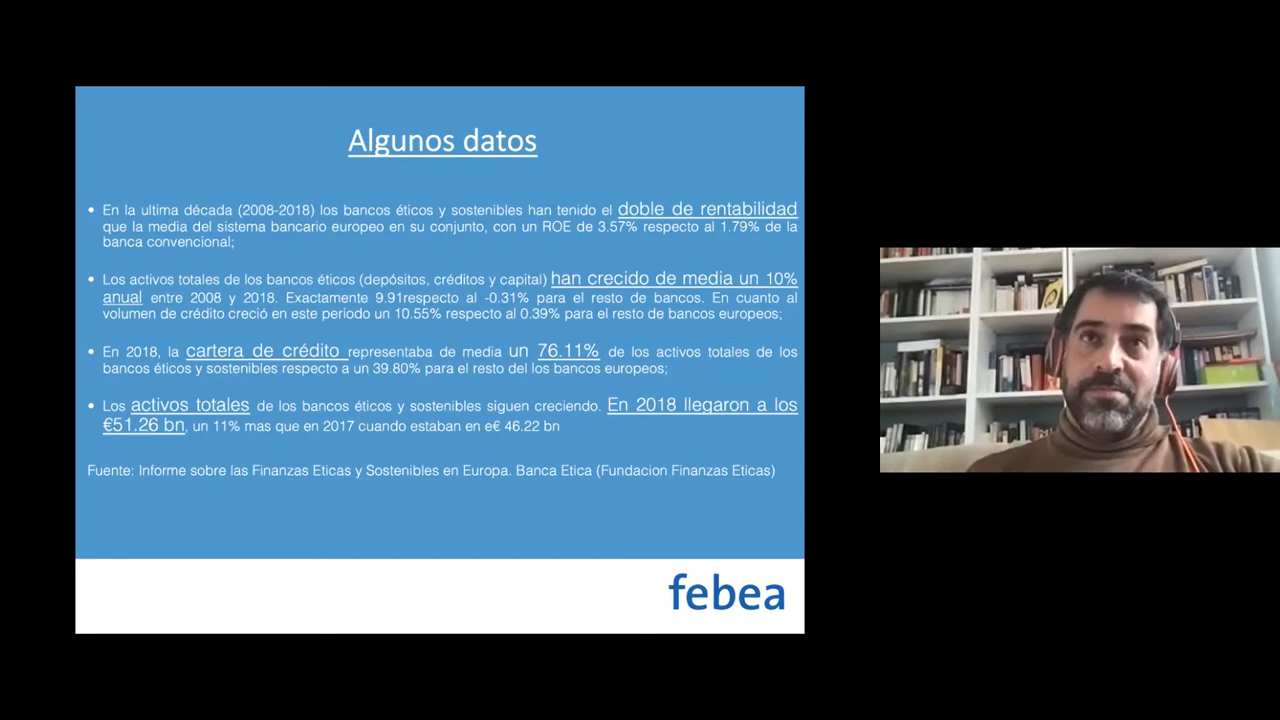 Algunos datos
• En la ultima década (2008-2018) los bancos éticos y sostenibles han tenido el doble de rentabilidad
que la media del sistema bancario europeo en su conjunto, con un ROE de 3.57% respecto al 1.79% de la
banca convencional;
• Los activos totales de los bancos éticos (depósitos, créditos y capital) han crecido de media un 10%
anual entre 2008 y 2018. Exactamente 9.91respecto al -0.31% para el resto de bancos. En cuanto al
volumen de crédito creció en este periodo un 10.55% respecto al 0.39% para el resto de bancos europeos;
• En 2018, la cartera de crédito representaba de media un 76.11% de los activos totales de los
bancos éticos y sostenibles respecto a un 39.80% para el resto del los bancos europeos;
• Los activos totales de los bancos éticos y sostenibles siguen creciendo. En 2018 llegaron a los
€51.26 bn, un 11% mas que en 2017 cuando estaban en e€ 46.22 bn
Fuente: Informe sobre las Finanzas Eticas y Sostenibles en Europa. Banca Etica (Fundacion Finanzas Eticas)
febea